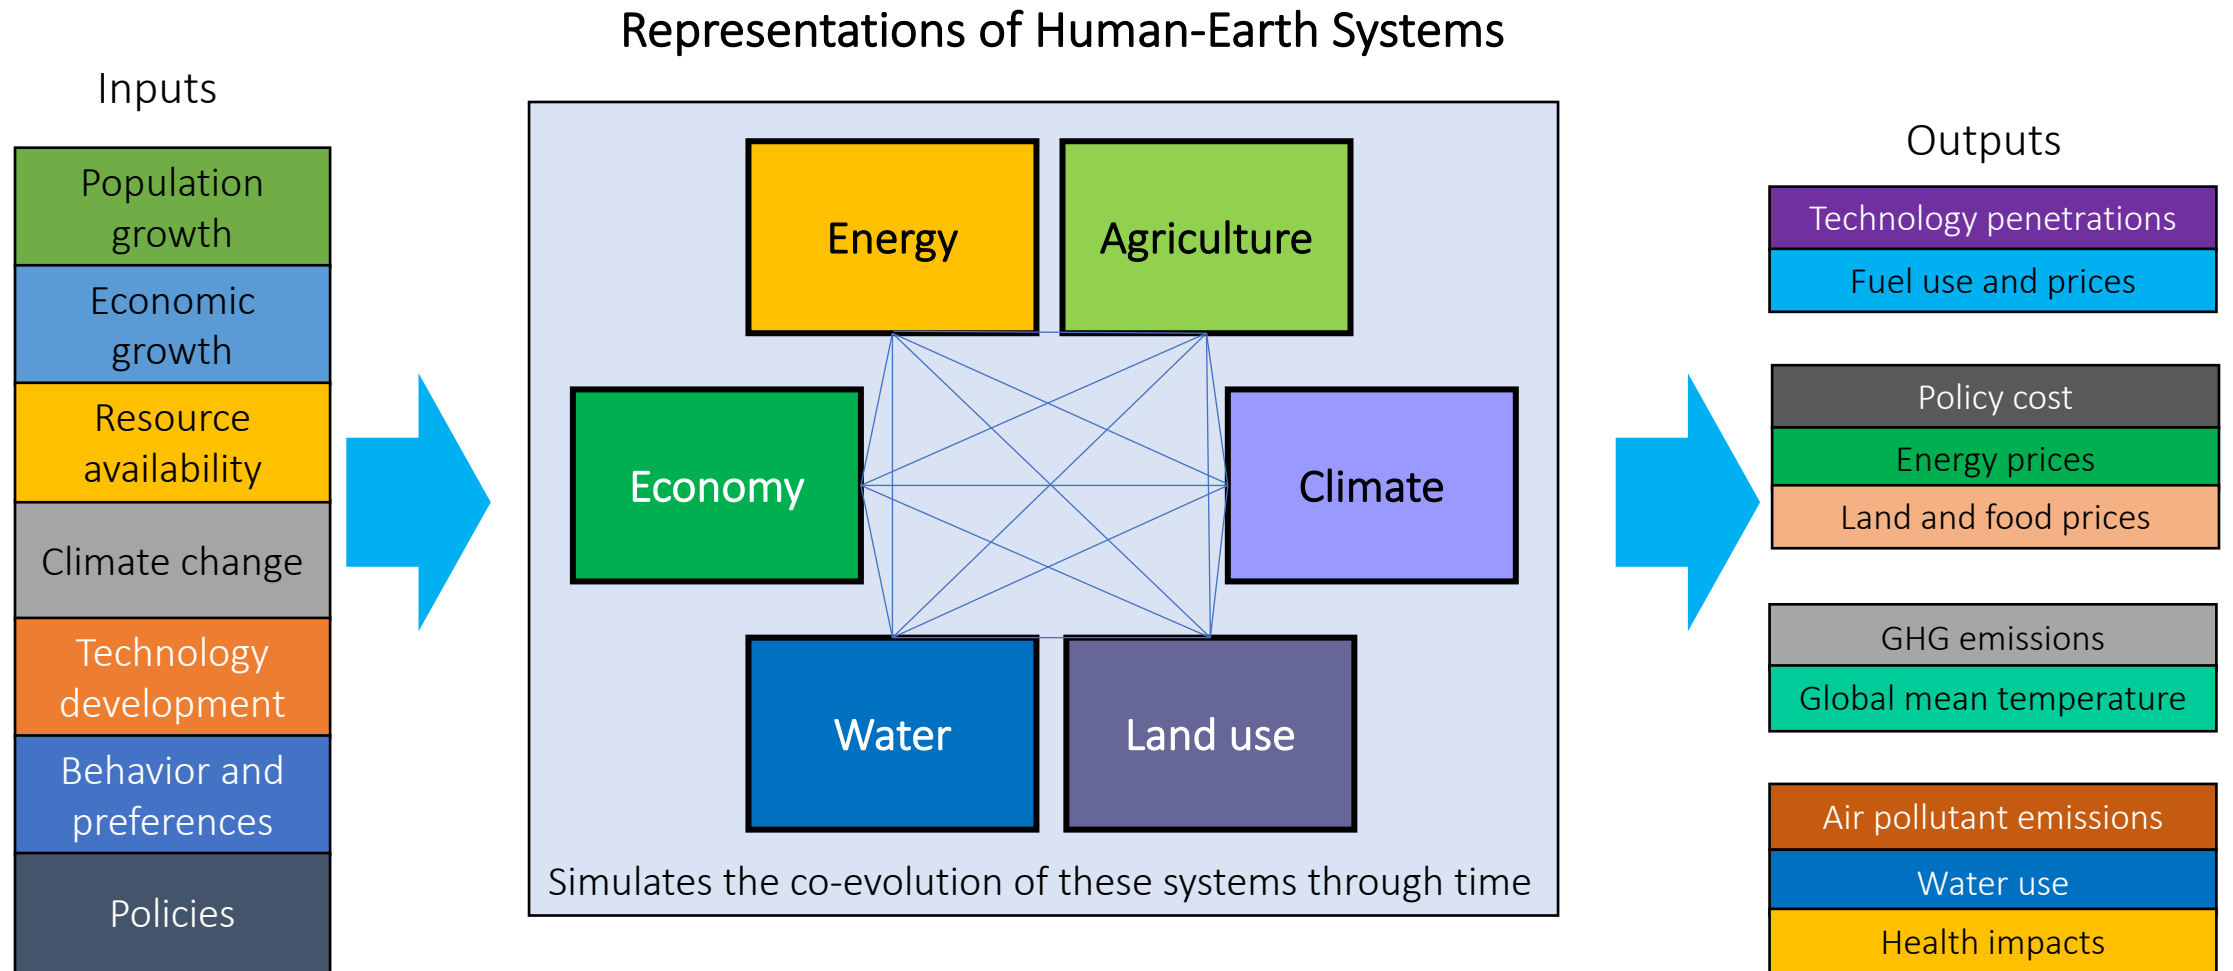 Representations of Human-Earth Systems
Inputs
Population
growth
Economic
growth
Resource
availability
Climate change
Technology
development
Behavior and
preferences
Policies
Energy
Agriculture
Economy
Climate
Water
Land use
Simulates the co-evolution of these systems through time
Outputs
Technology penetrations
Fuel use and prices
Policy cost
Energy prices
Land and food prices
GHG emissions
Global mean temperature
Air pollutant emissions
Water use
Health impacts